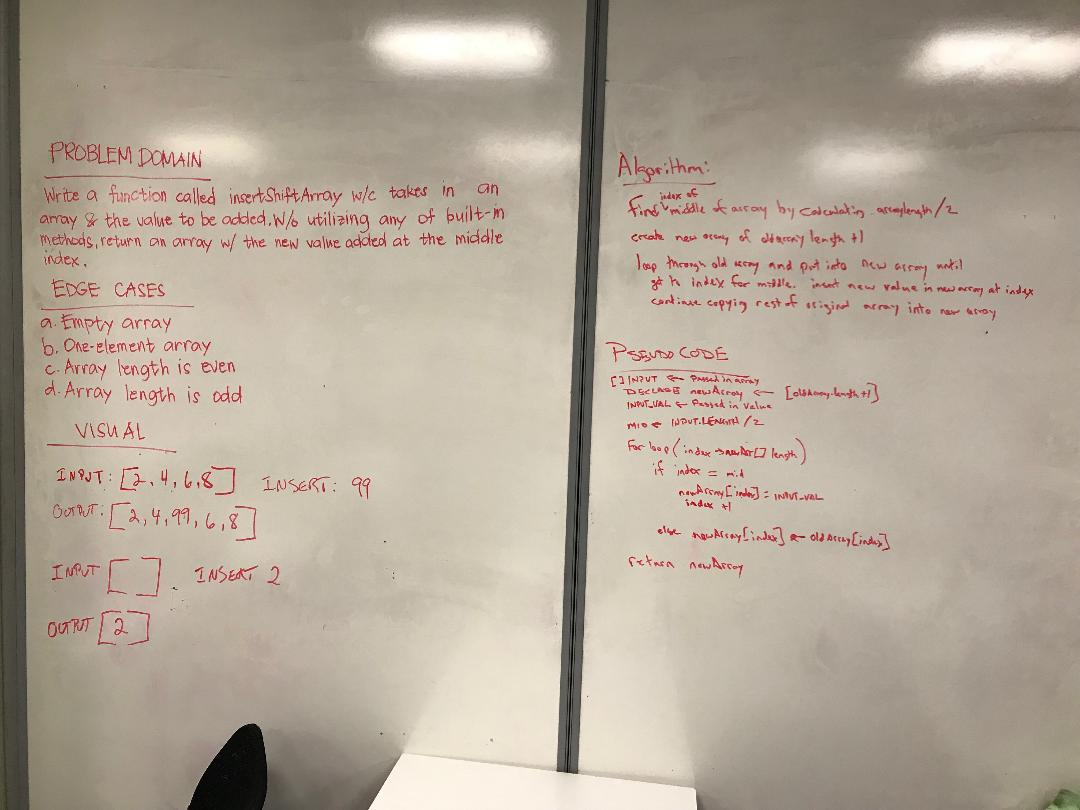 PROBLEM DOMAIN
Write a function called insertShiftArray w/c takes in an
array & the value to be added. W/o utilizing any of built-in
methods, return an array w/ the new value added at the middle
index.
EDGE CASES
a. Empty array
b. One-element array
c. Array length is even
d. Array length is odd
VISUAL
INPUT: [2, 4, 6, 8] INSERT: 99
OUTPUT: [2, 4, 99, 6, 8]
INPUT [ ] INSERT 2
OUTPUT [2]
Algorithm:
index of
find middle of array by calculating array length/2
create new array of old array length +1
loop through old array and put into new array until
get to index for middle. insert new value in new array at index
continue copying rest of original array into new array
PSEUDO CODE
[] INPUT ← Passed in array
DECLARE newArray ← [oldArray.length +1]
INPUT_VAL ← Passed in value
MID ← INPUT.LENGTH/2
For loop (index → newArr[] length)
if index = mid
newArray[index] = INPUT_VAL
index +1
else newArray[index] ← oldArray[index]
return newArray